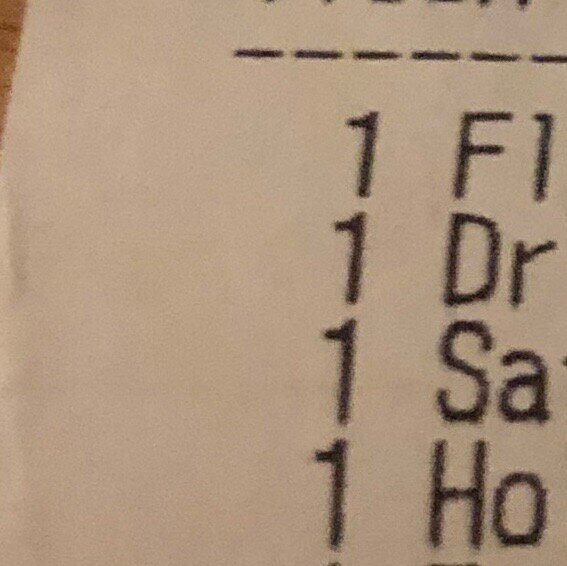 ------
1 Fl
1 Dr
1 Sa
1 Ho